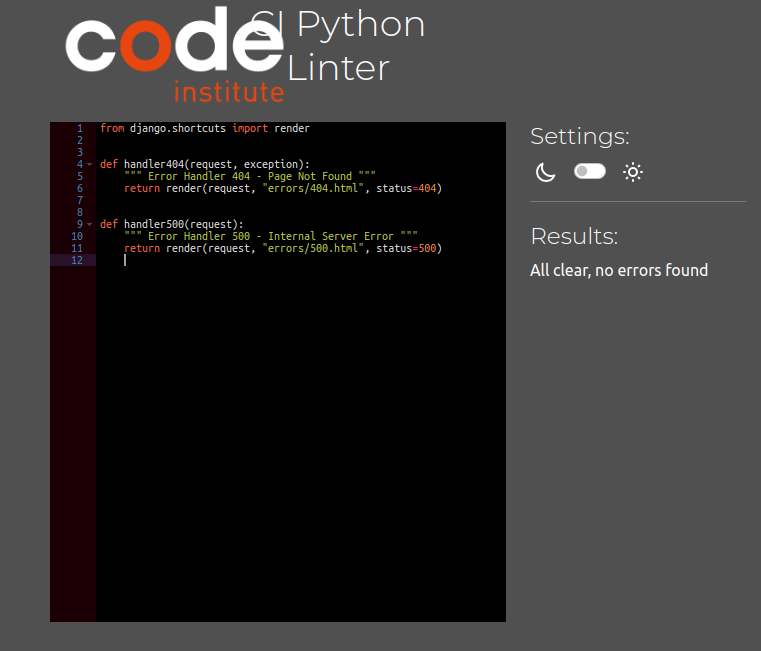 code
institute
CI Python
Linter
1 from django.shortcuts import render
2
3
4 def handler404(request, exception):
5 """ Error Handler 404 - Page Not Found """
6 return render(request, "errors/404.html", status=404)
7
8
9 def handler500(request):
10 """ Error Handler 500 - Internal Server Error """
11 return render(request, "errors/500.html", status=500)
12
Settings:
Results:
All clear, no errors found